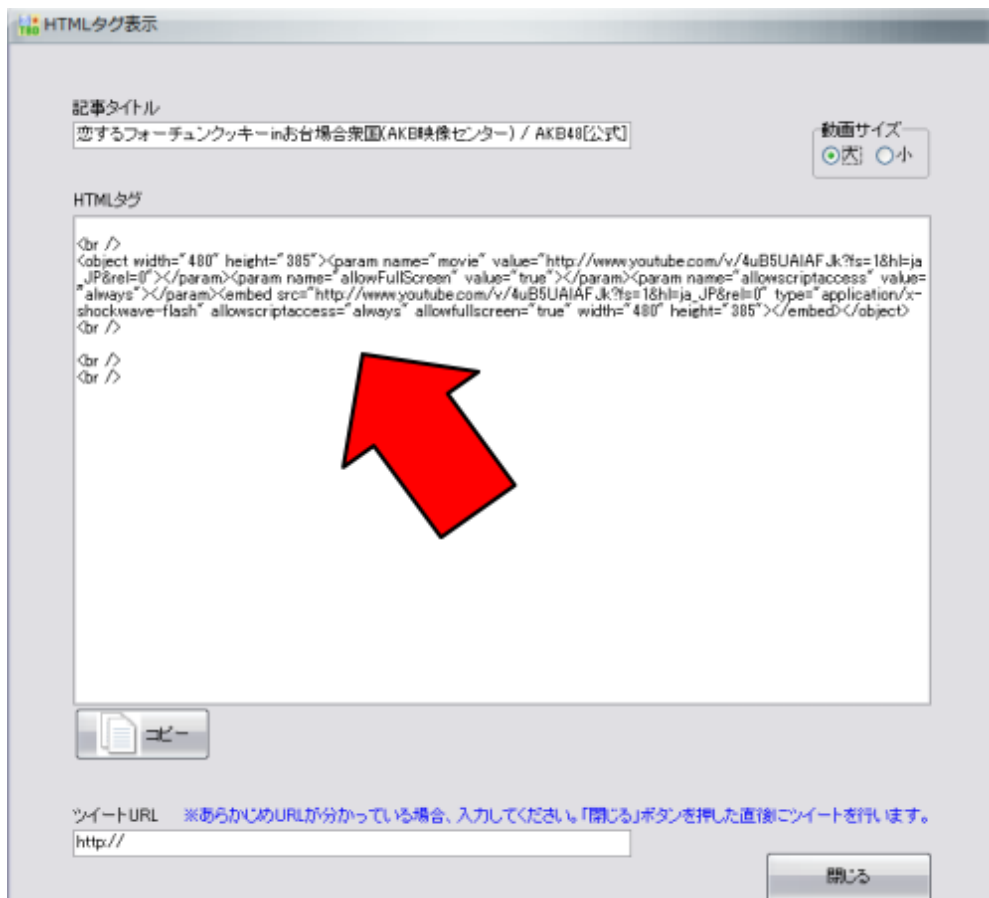 HTMLタグ表示
記事タイトル
恋するフォーチュンクッキーinお台場合衆国(AKB映像センター) / AKB48[公式]
動画サイズ
大 小
HTMLタグ
<br />
<object width="480" height="385"><param name="movie" value="http://www.youtube.com/v/4uB5UAIAFJk?fs=1&hl=ja
_JP&rel=0"></param><param name="allowFullScreen" value="true"></param><param name="allowscriptaccess" value=
"always"></param><embed src="http://www.youtube.com/v/4uB5UAIAFJk?fs=1&hl=ja_JP&rel=0" type="application/x-
shockwave-flash" allowscriptaccess="always" allowfullscreen="true" width="480" height="385"></embed></object>
<br />
<br />
<br />
コピー
ツイートURL ※あらかじめURLが分かっている場合、入力してください。「閉じる」ボタンを押した直後にツイートを行います。
http://
閉じる